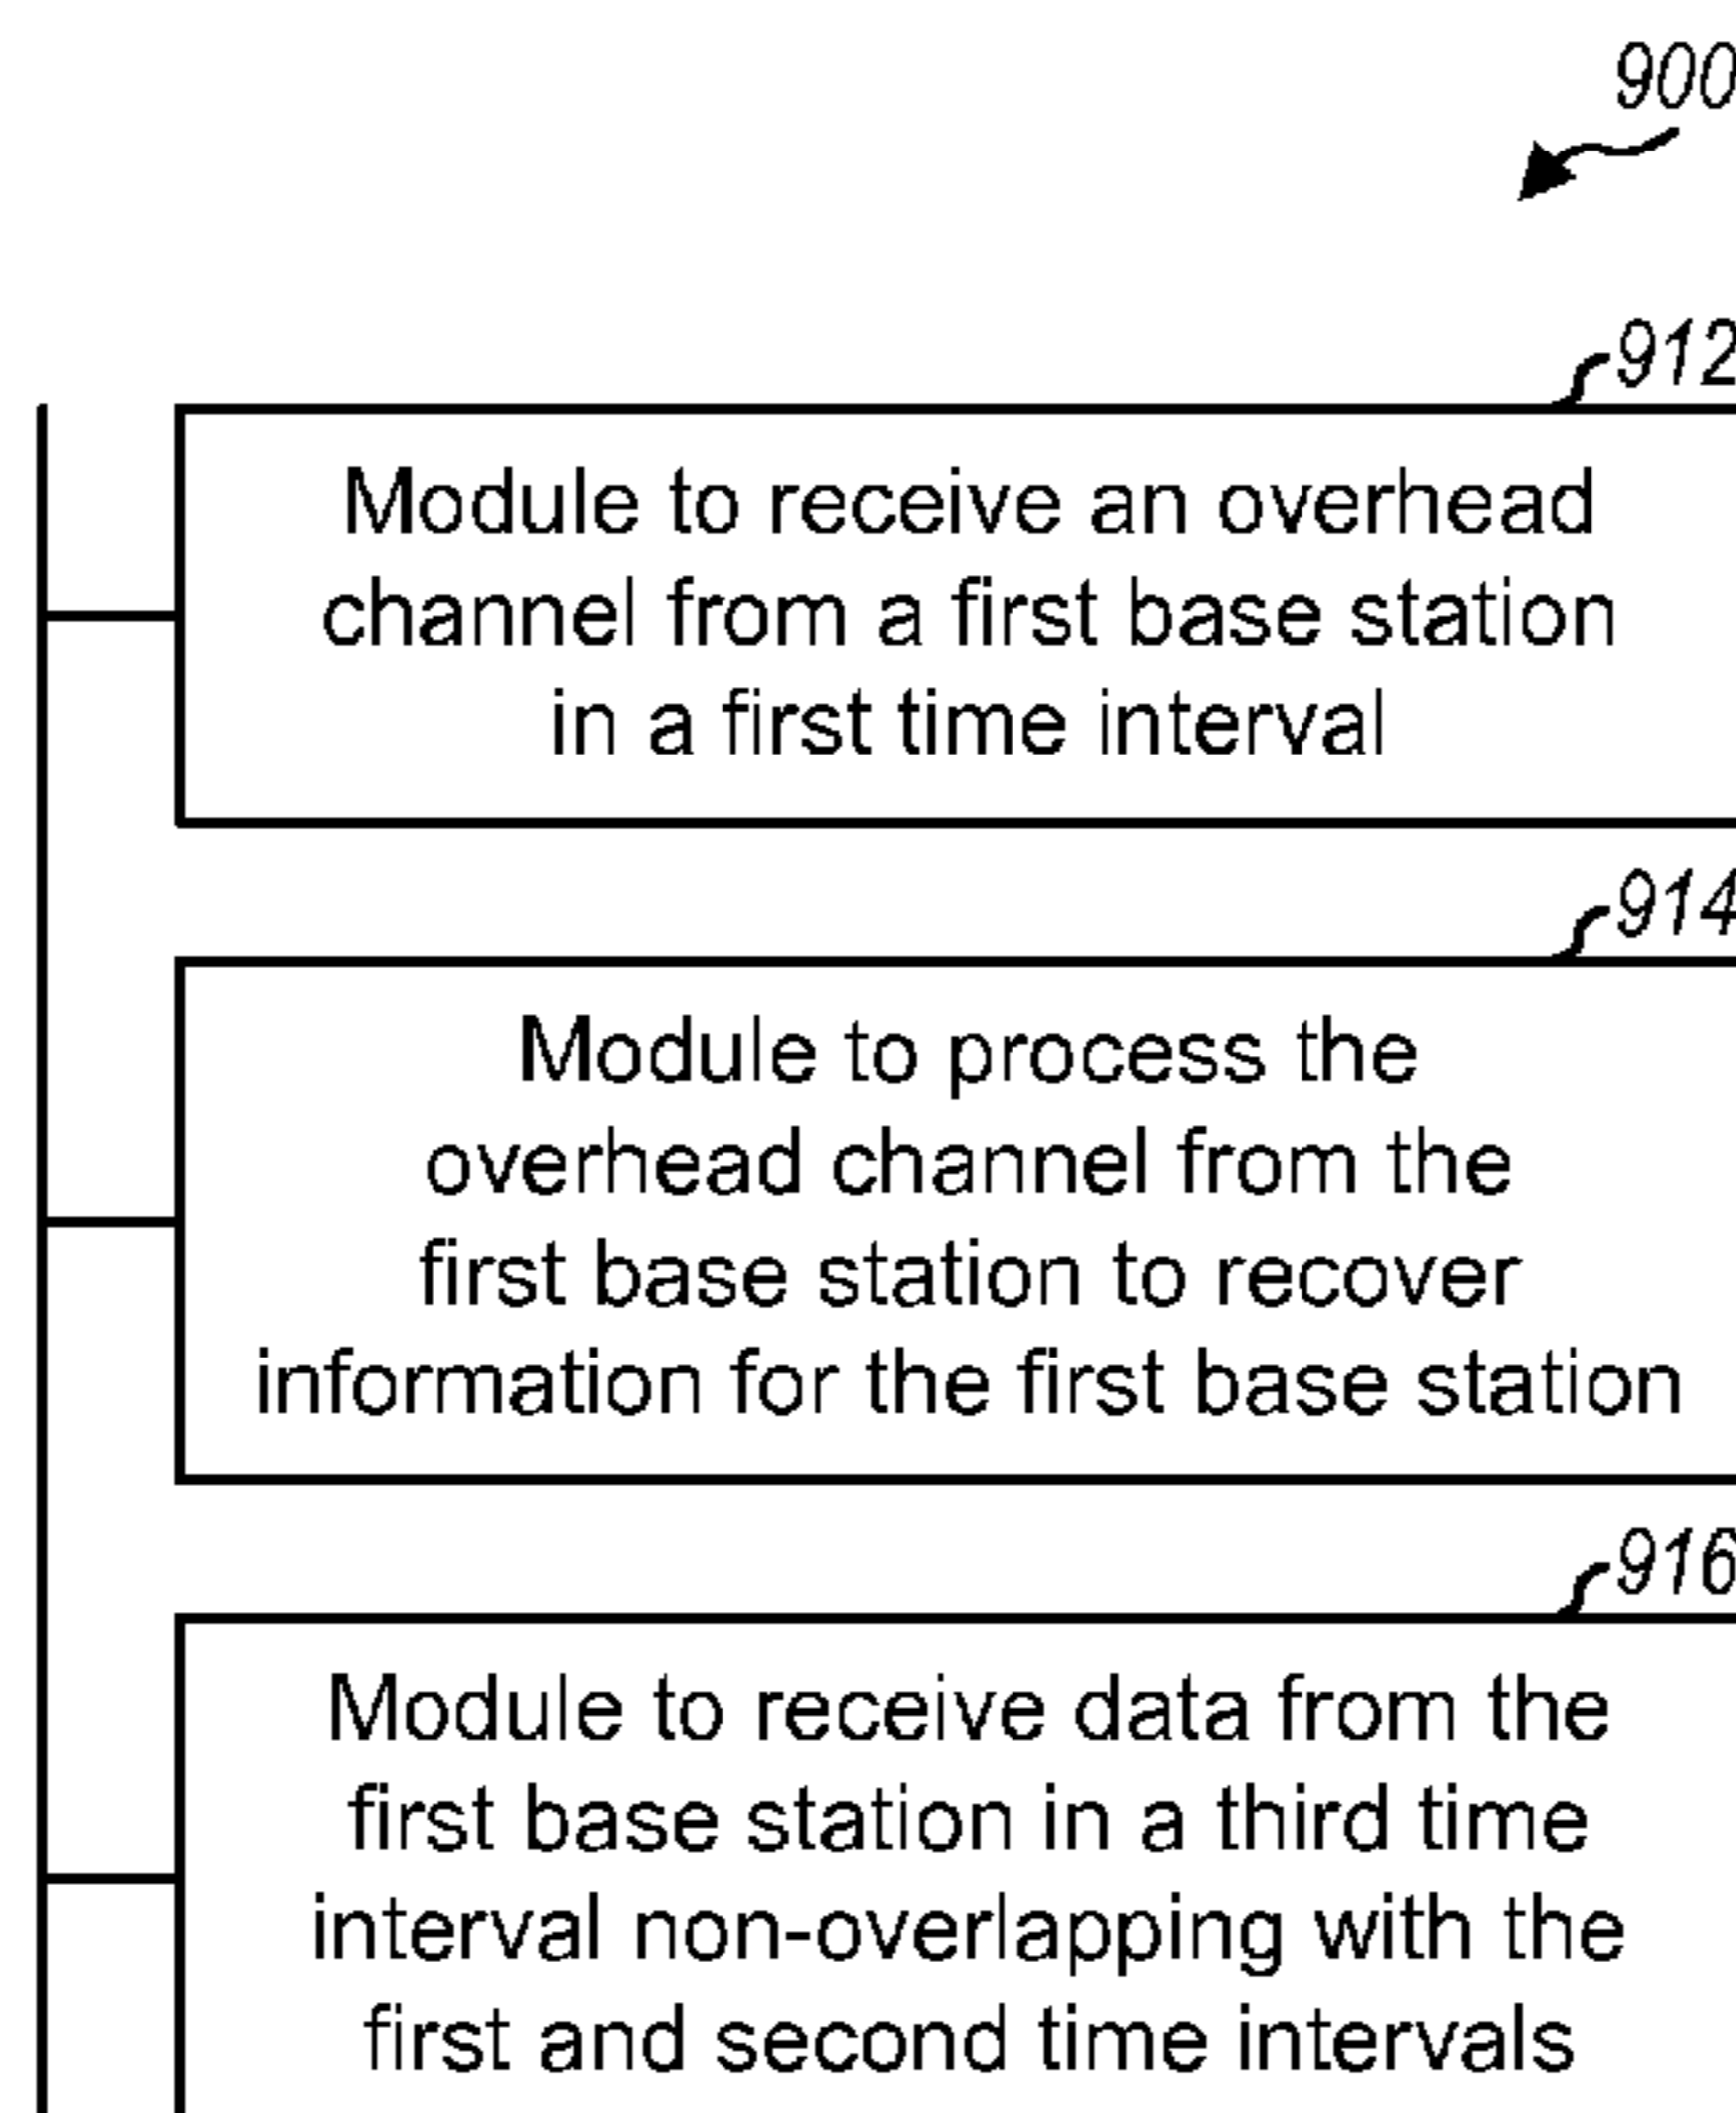 900
912
Module to receive an overhead
channel from a first base station
in a first time interval
914
Module to process the
overhead channel from the
first base station to recover
information for the first base station
916
Module to receive data from the
first base station in a third time
interval non-overlapping with the
first and second time intervals